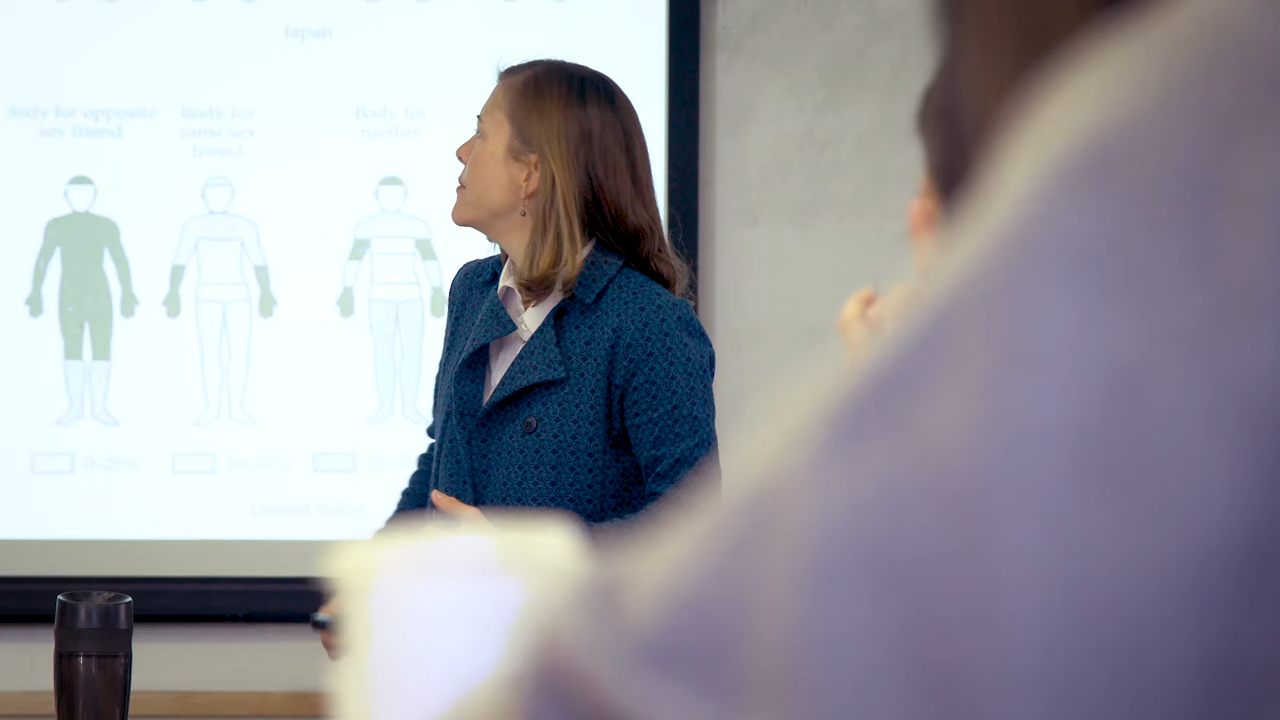 Japan
Body for opposite
sex friend
Body for
same-sex
friend
Body for
mother
United States